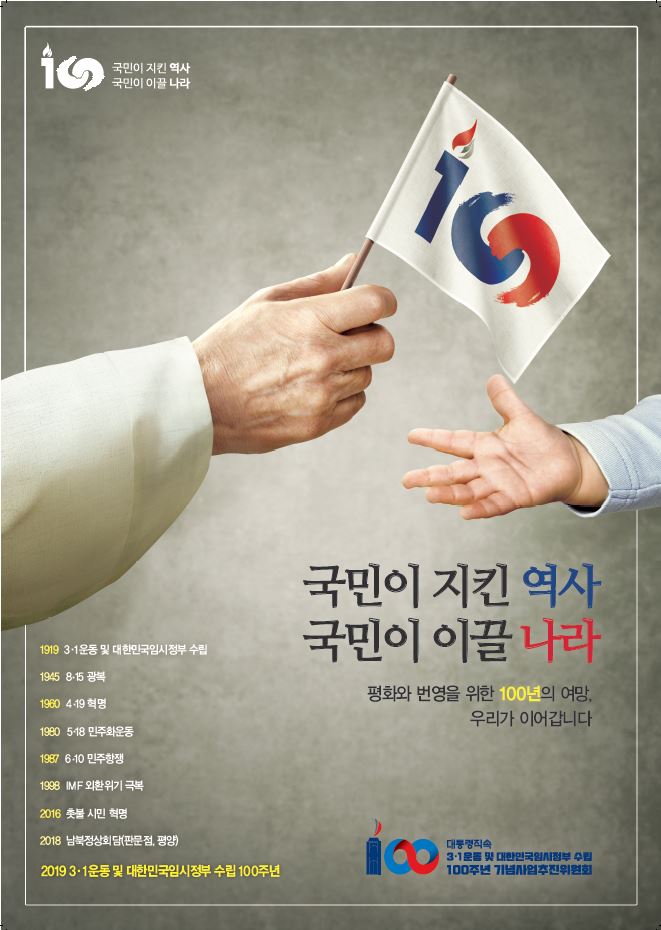 100
국민이 지킨 역사
국민이 이끌 나라
100
국민이 지킨 역사
국민이 이끌 나라
평화와 번영을 위한 100년의 여망,
우리가 이어갑니다
1919 3·1운동 및 대한민국임시정부 수립
1945 8·15 광복
1960 4·19 혁명
1980 5·18 민주화운동
1987 6·10 민주항쟁
1998 IMF 외환위기 극복
2016 촛불 시민 혁명
2018 남북정상회담(판문점, 평양)
2019 3·1운동 및 대한민국임시정부 수립 100주년
100
대통령직속
3·1운동 및 대한민국임시정부 수립
100주년 기념사업추진위원회